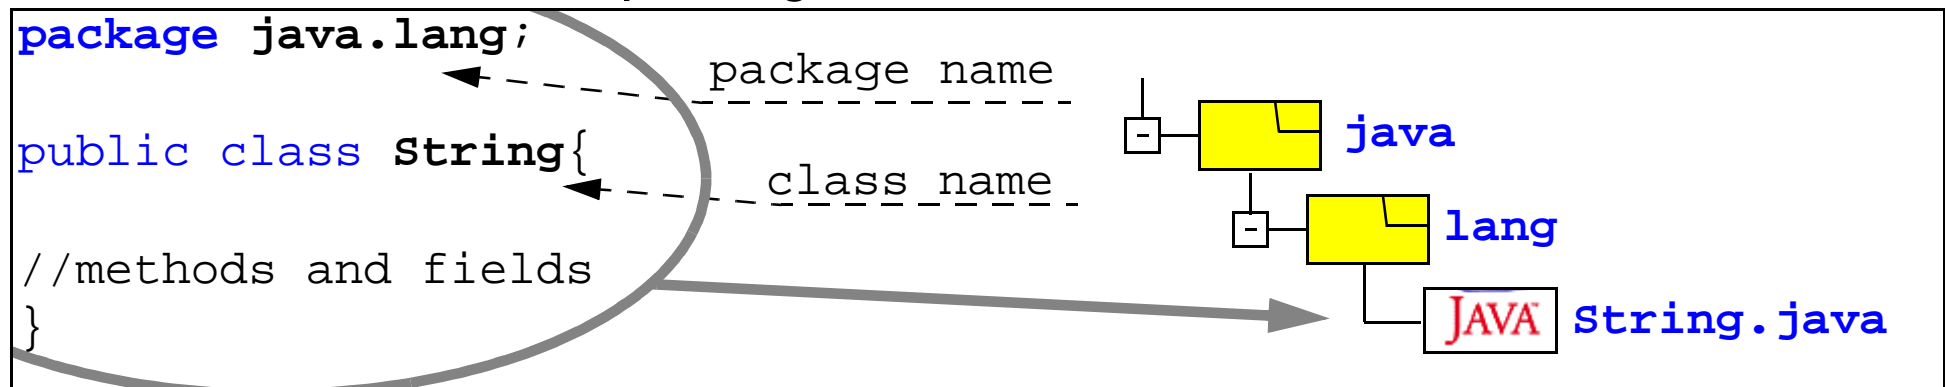 package java.lang;
package name
java
public class String{
class name
lang
//methods and fields
JAVA String.java
}